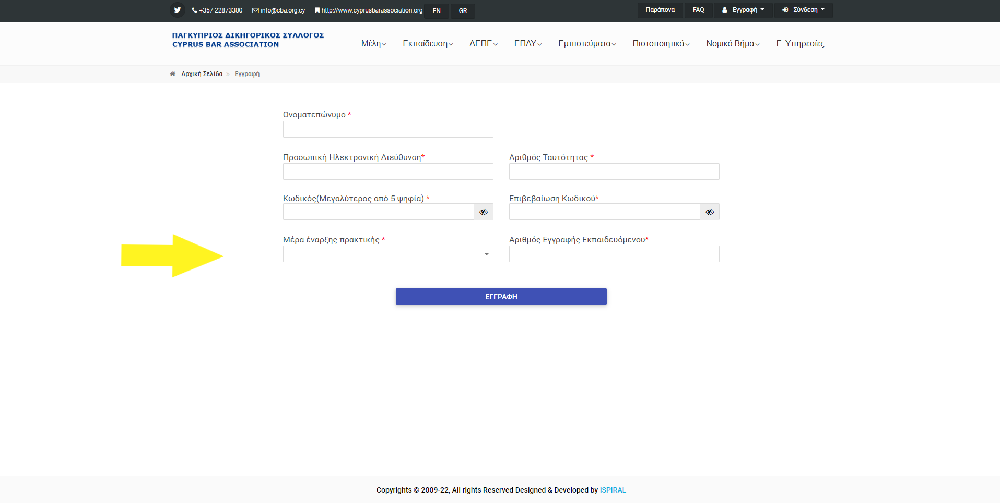 +357 22873300 info@cba.org.cy http://www.cyprusbarassociation.org EN GR Παράπονα FAQ Εγγραφή Σύνδεση
ΠΑΓΚΥΠΡΙΟΣ ΔΙΚΗΓΟΡΙΚΟΣ ΣΥΛΛΟΓΟΣ
CYPRUS BAR ASSOCIATION
Μέλη Εκπαίδευση ΔΕΠΕ ΕΠΔΥ Εμπιστεύματα Πιστοποιητικά Νομικό Βήμα Ε-Υπηρεσίες
Αρχική Σελίδα » Εγγραφή
Ονοματεπώνυμο *
Προσωπική Ηλεκτρονική Διεύθυνση* Αριθμός Ταυτότητας *
Κωδικός(Μεγαλύτερος από 5 ψηφία) * Επιβεβαίωση Κωδικού*
Μέρα έναρξης πρακτικής * Αριθμός Εγγραφής Εκπαιδευόμενου*
ΕΓΓΡΑΦΗ
Copyrights © 2009-22, All rights Reserved Designed & Developed by iSPIRAL